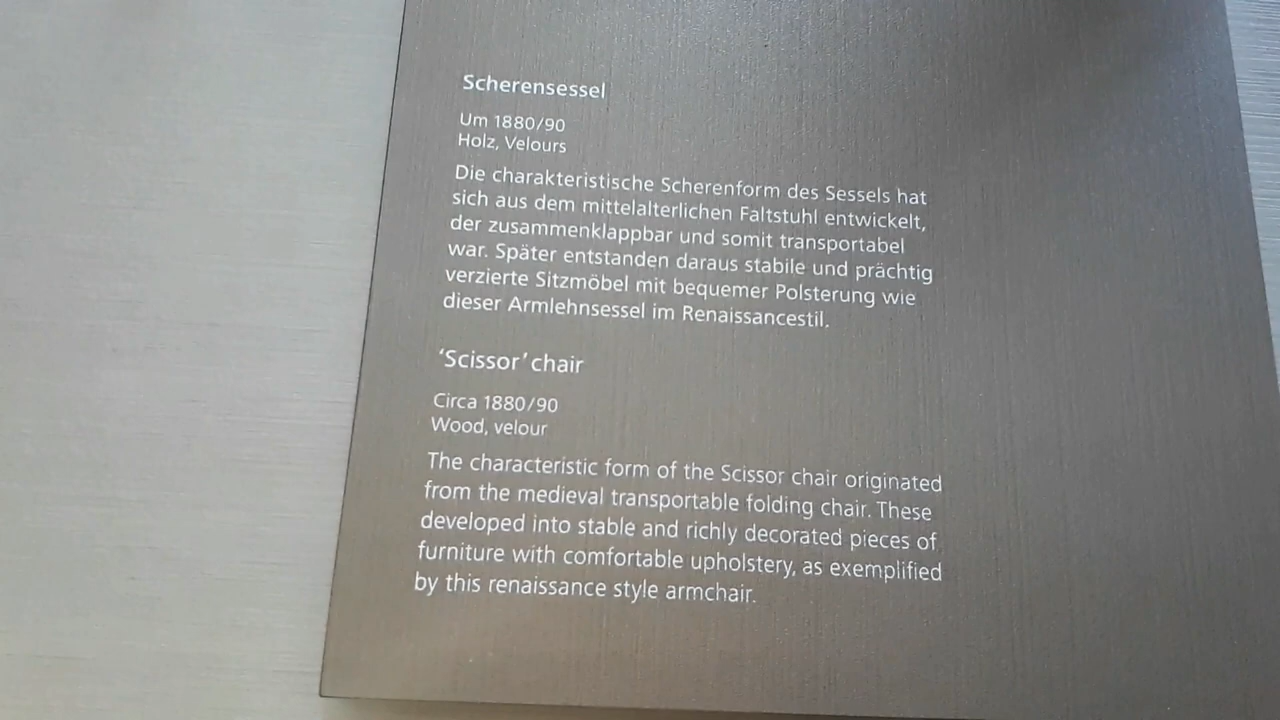 Scherensessel
Um 1880/90
Holz, Velours
Die charakteristische Scherenform des Sessels hat
sich aus dem mittelalterlichen Faltstuhl entwickelt,
der zusammenklappbar und somit transportabel
war. Später entstanden daraus stabile und prächtig
verzierte Sitzmöbel mit bequemer Polsterung wie
dieser Armlehnsessel im Renaissancestil.
‘Scissor’ chair
Circa 1880/90
Wood, velour
The characteristic form of the Scissor chair originated
from the medieval transportable folding chair. These
developed into stable and richly decorated pieces of
furniture with comfortable upholstery, as exemplified
by this renaissance style armchair.